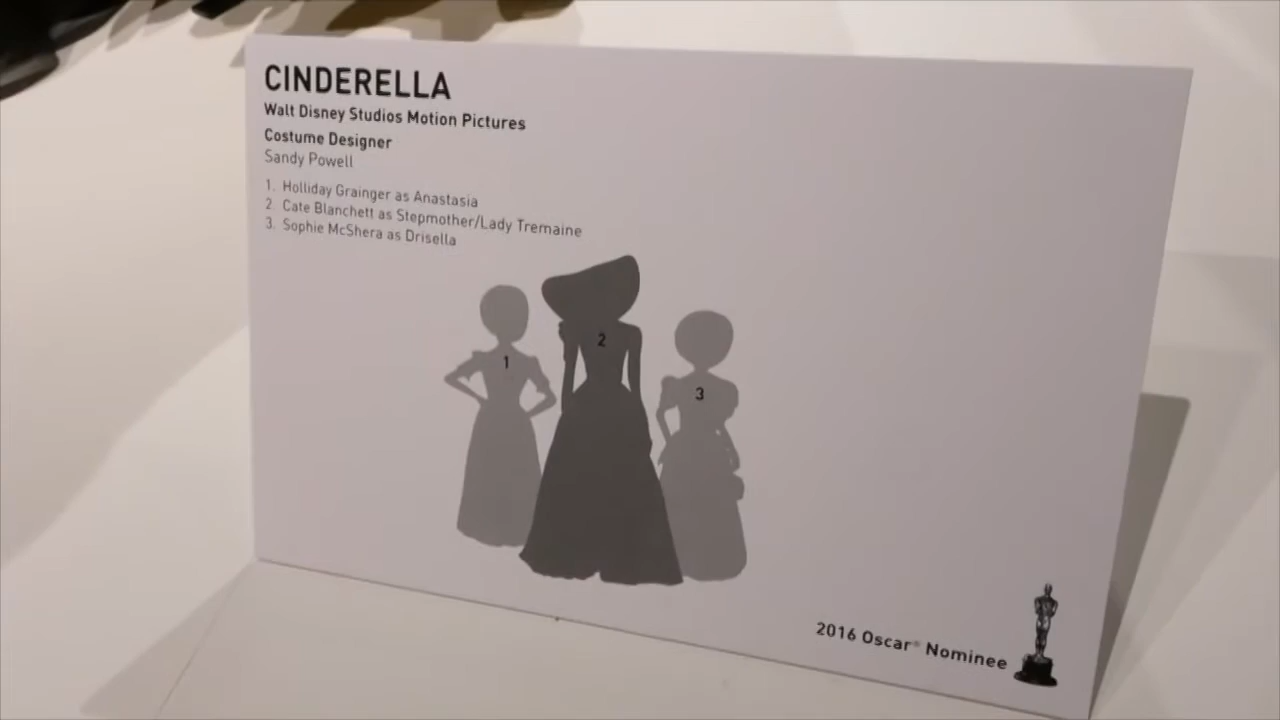 CINDERELLA
Walt Disney Studios Motion Pictures
Costume Designer
Sandy Powell
1. Holliday Grainger as Anastasia
2. Cate Blanchett as Stepmother/Lady Tremaine
3. Sophie McShera as Drisella
1
2
3
2016 Oscar® Nominee